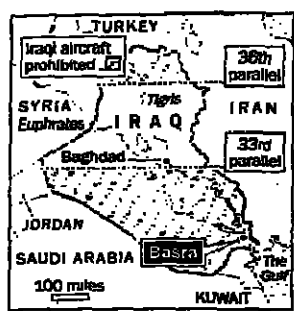 TURKEY
Iraqi aircraft
prohibited
36th
parallel
SYRIA
Tigris
IRAN
Euphrates
IRAQ
33rd
parallel
Baghdad
JORDAN
SAUDI ARABIA
Basra
The
Gulf
100 miles
KUWAIT